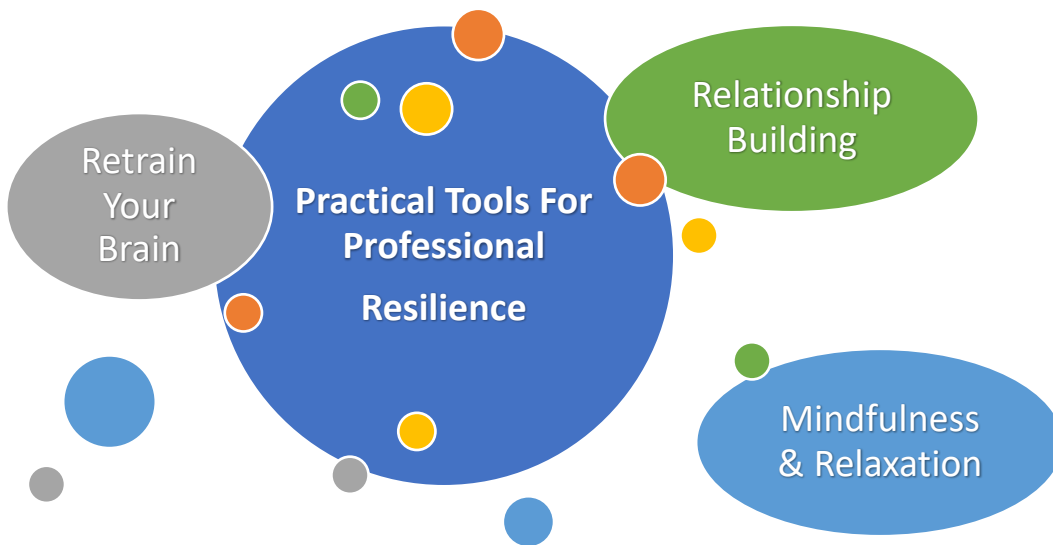 Relationship
Building
Retrain
Your
Brain
Practical Tools For
Professional
Resilience
Mindfulness
& Relaxation